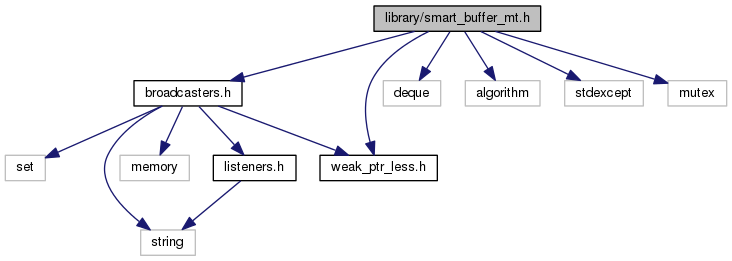 library/smart_buffer_mt.h
broadcasters.h
deque
algorithm
stdexcept
mutex
set
memory
listeners.h
weak_ptr_less.h
string